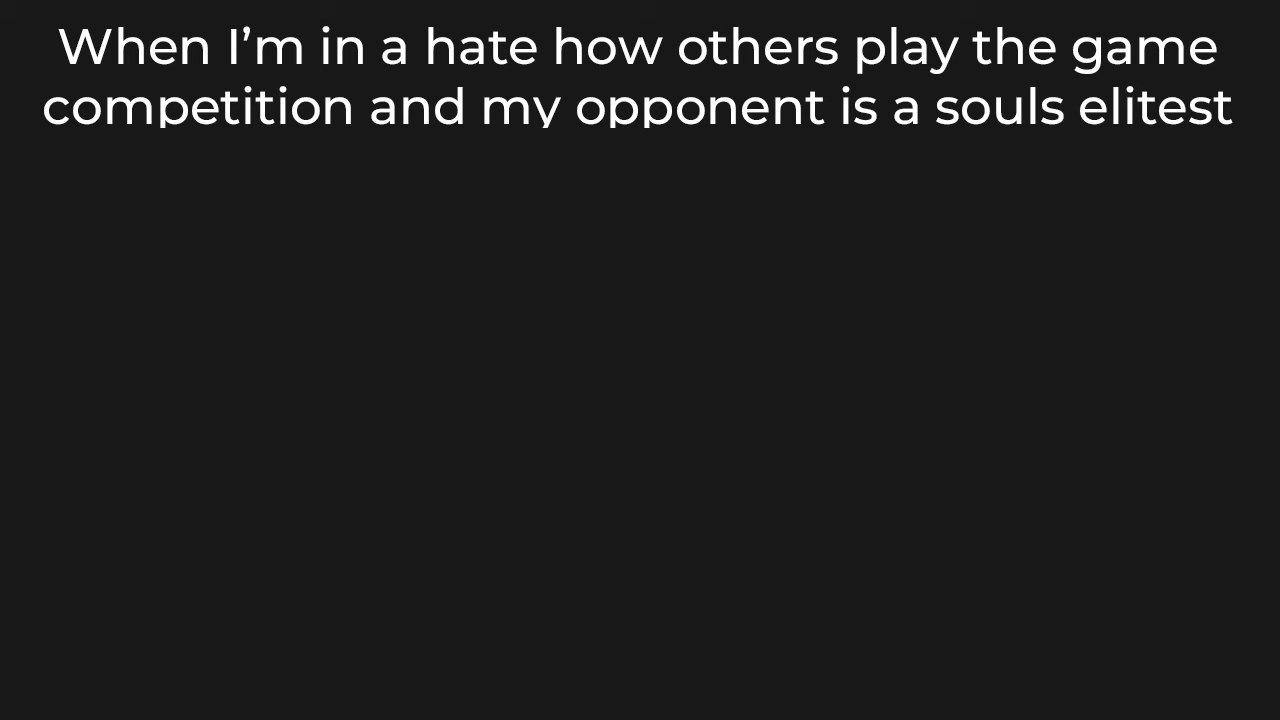 When I’m in a hate how others play the game
competition and my opponent is a souls elitest